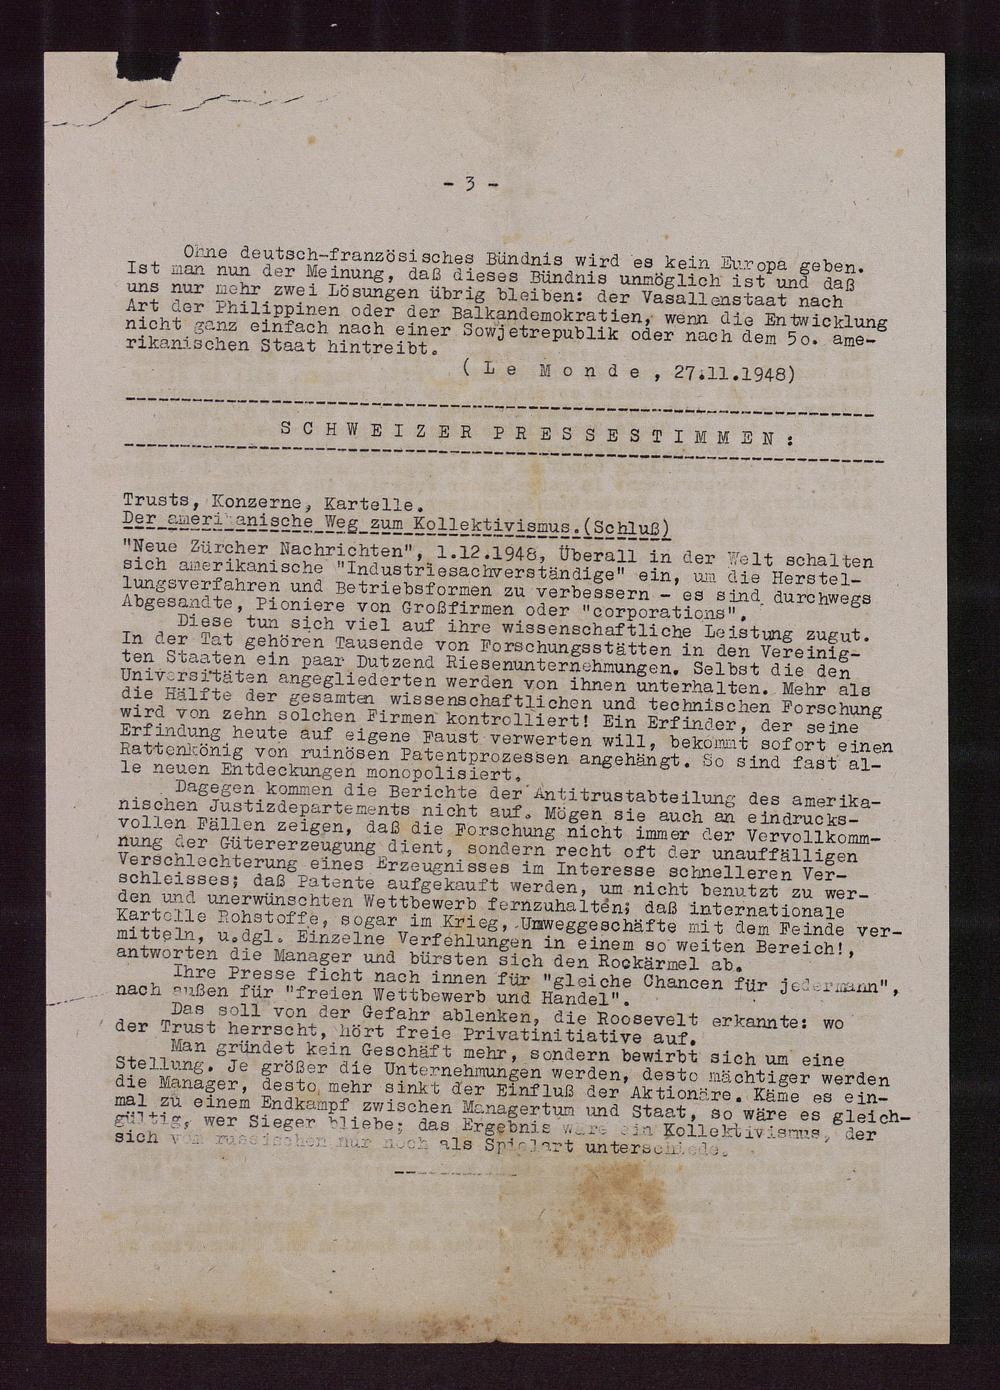 - 3 -
Ohne deutsch-französisches Bündnis wird es kein Europa geben.
Ist man nun der Meinung, daß dieses Bündnis unmöglich ist und daß
uns nur mehr zwei Lösungen übrig bleiben: der Vasallenstaat nach
Art der Philippinen oder der Balkandemokratien, wenn die Entwicklung
nicht ganz einfach nach einer Sowjetrepublik oder nach dem 5o. ame-
rikanischen Staat hintreibt.
( L e M o n d e , 27.11.1948)
S C H W E I Z E R P R E S S E S T I M M E N :
Trusts, Konzerne, Kartelle.
Der amerikanische Weg zum Kollektivismus.(Schluß)
"Neue Zürcher Nachrichten", 1.12.1948, Überall in der Welt schalten
sich amerikanische "Industriesachverständige" ein, um die Herstel-
lungsverfahren und Betriebsformen zu verbessern - es sind durchwegs
Abgesandte, Pioniere von Großfirmen oder "corporations".
Diese tun sich viel auf ihre wissenschaftliche Leistung zugut.
In der Tat gehören Tausende von Forschungsstätten in den Vereinig-
ten Staaten ein paar Dutzend Riesenunternehmungen. Selbst die den
Universitäten angegliederten werden von ihnen unterhalten. Mehr als
die Hälfte der gesamten wissenschaftlichen und technischen Forschung
wird von zehn solchen Firmen kontrolliert! Ein Erfinder, der seine
Erfindung heute auf eigene Faust verwerten will, bekommt sofort einen
Rattenkönig von ruinösen Patentprozessen angehängt. So sind fast al-
le neuen Entdeckungen monopolisiert.
Dagegen kommen die Berichte der Antitrustabteilung des amerika-
nischen Justizdepartements nicht auf. Mögen sie auch an eindrucks-
vollen Fällen zeigen, daß die Forschung nicht immer der Vervollkomm-
nung der Gütererzeugung dient, sondern recht oft der unauffälligen
Verschlechterung eines Erzeugnisses im Interesse schnelleren Ver-
schleisses; daß Patente aufgekauft werden, um nicht benutzt zu wer-
den und unerwünschten Wettbewerb fernzuhalten; daß internationale
Kartelle Rohstoffe, sogar im Krieg, Umweggeschäfte mit dem Feinde ver-
mitteln, u.dgl. Einzelne Verfehlungen in einem so weiten Bereich!,
antworten die Manager und bürsten sich den Rockärmel ab.
Ihre Presse ficht nach innen für "gleiche Chancen für jedermann",
nach außen für "freien Wettbewerb und Handel".
Das soll von der Gefahr ablenken, die Roosevelt erkannte: wo
der Trust herrscht, hört freie Privatinitiative auf.
Man gründet kein Geschäft mehr, sondern bewirbt sich um eine
Stellung. Je größer die Unternehmungen werden, desto mächtiger werden
die Manager, desto mehr sinkt der Einfluß der Aktionäre. Käme es ein-
mal zu einem Endkampf zwischen Managertum und Staat, so wäre es gleich-
gültig, wer Sieger bliebe; das Ergebnis wäre ein Kollektivismus, der
sich vom russischen nur noch als Spielart unterschiede.